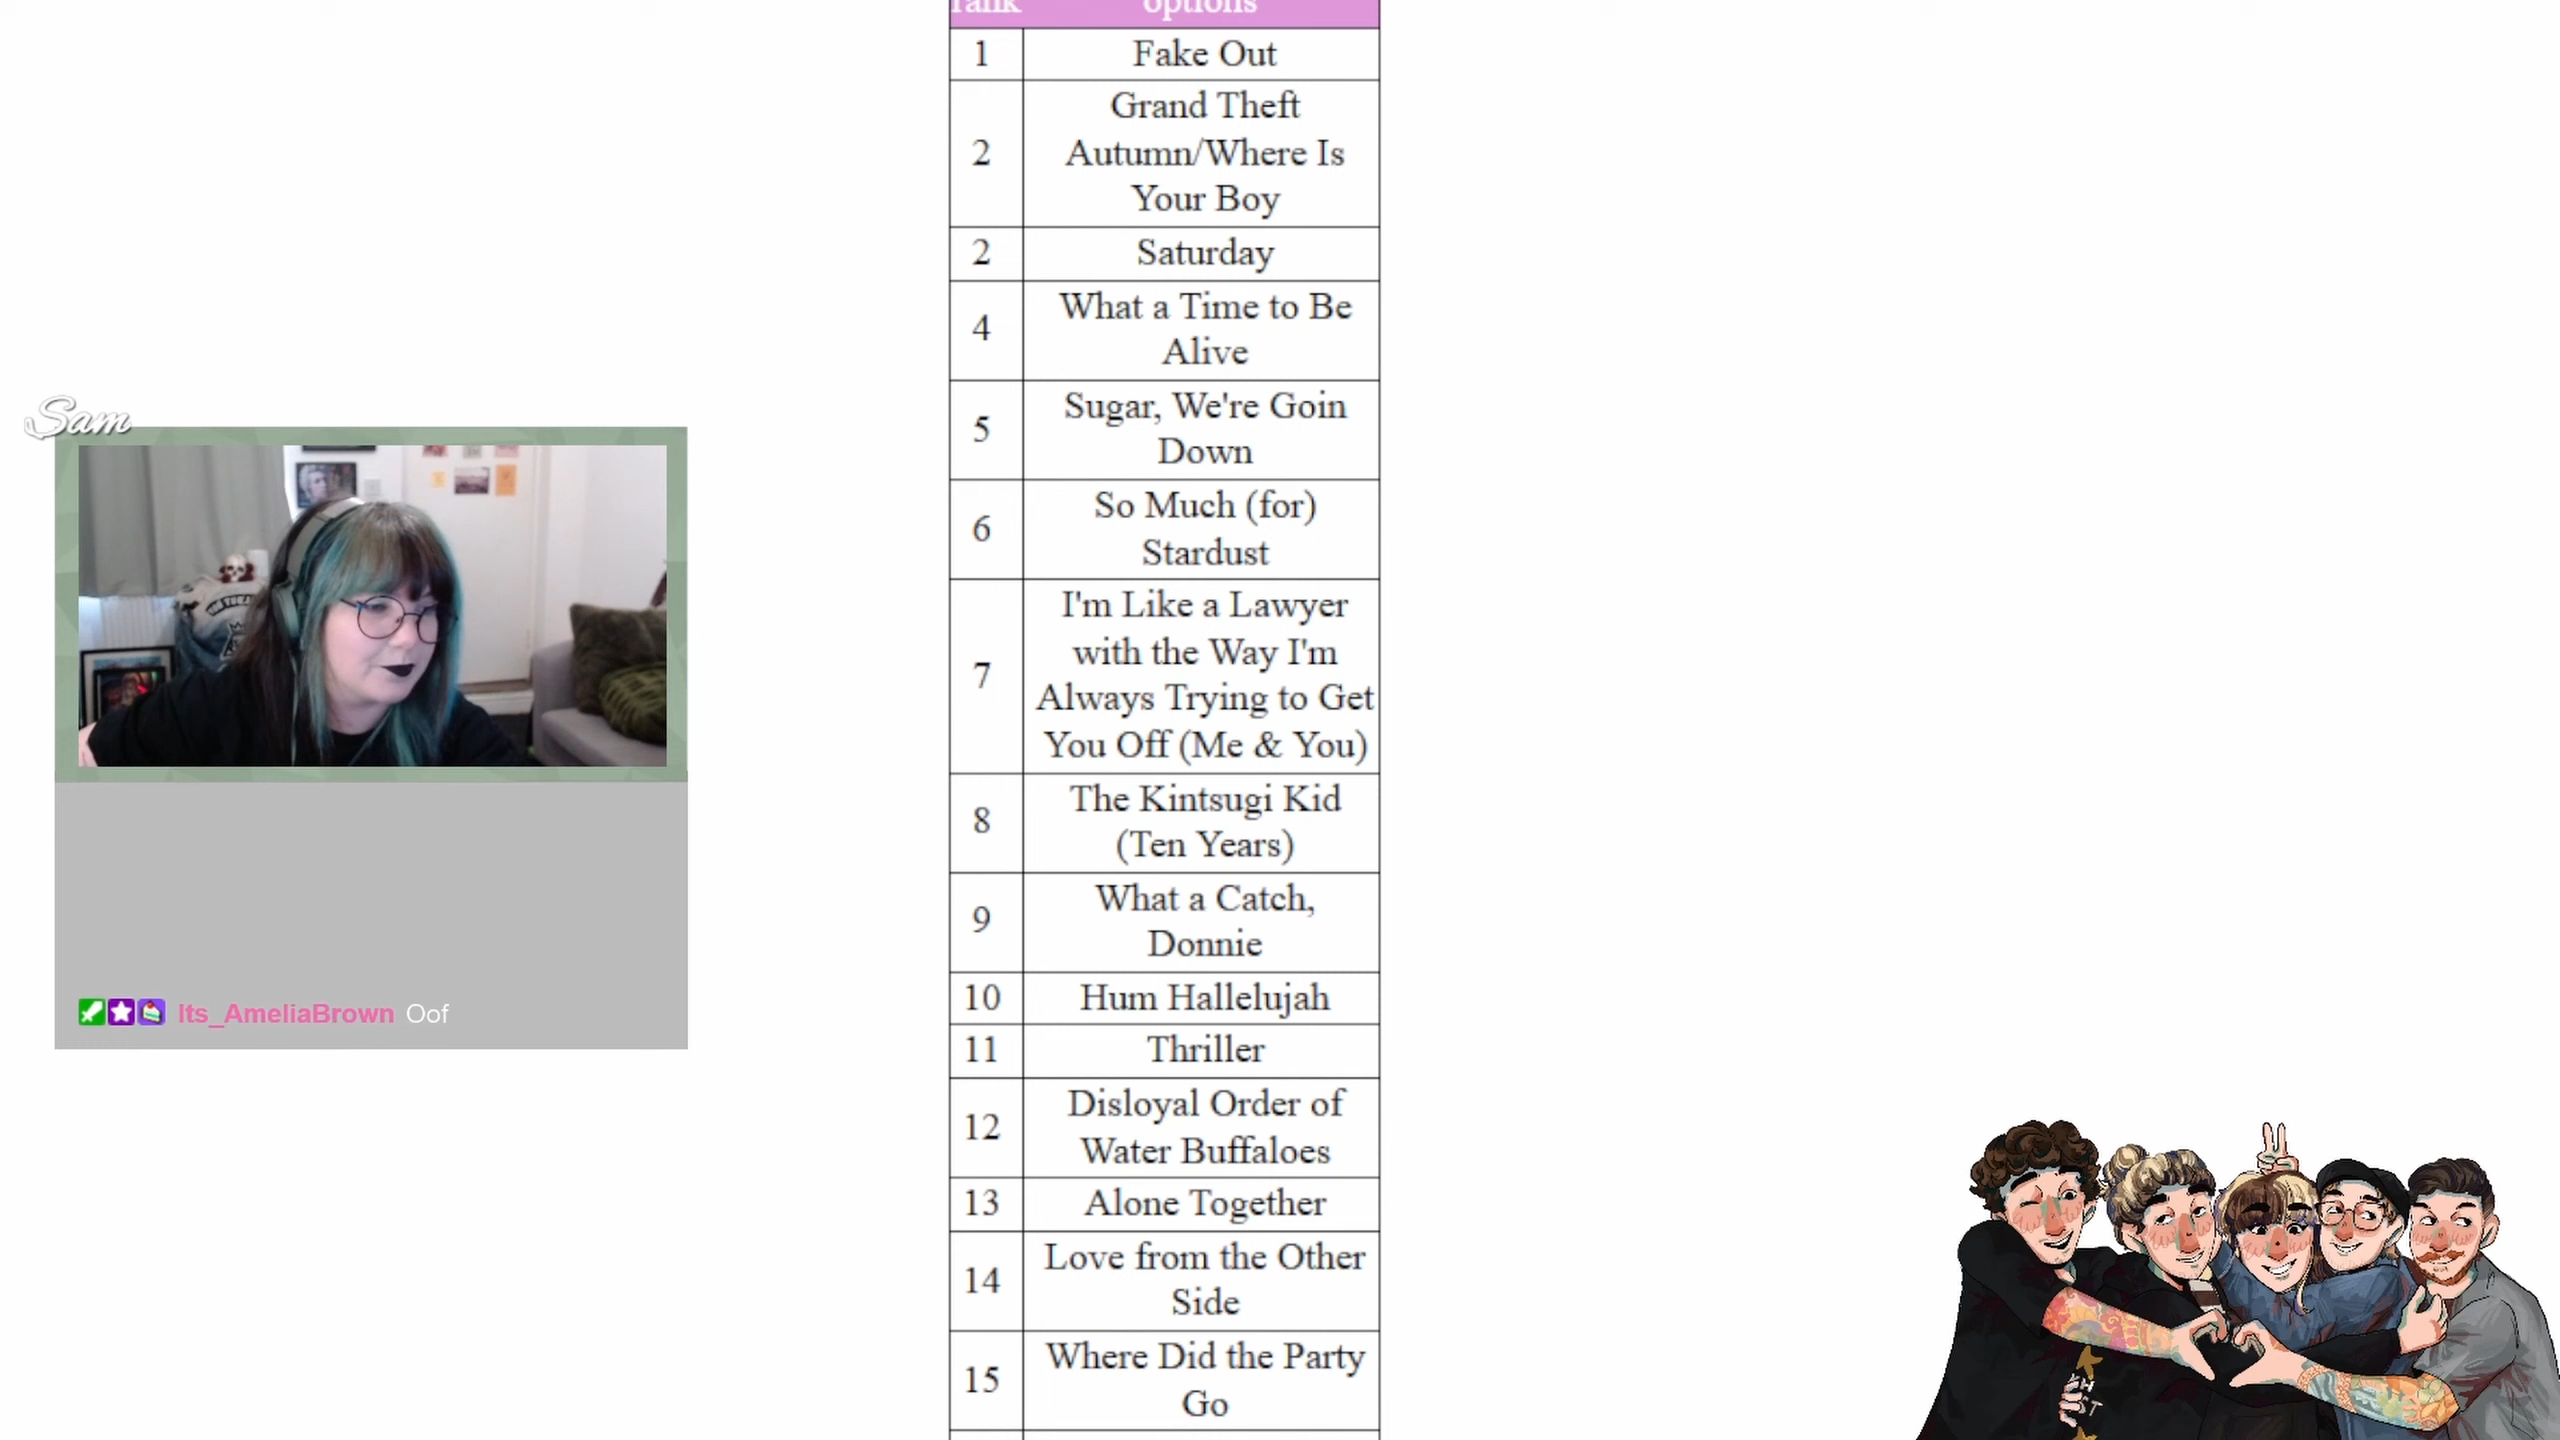 rank options
1 Fake Out
Grand Theft
2 Autumn/Where Is
Your Boy
2 Saturday
What a Time to Be
4
Alive
Sugar, We're Goin
5
Down
So Much (for)
6
Stardust
I'm Like a Lawyer
with the Way I'm
7
Always Trying to Get
You Off (Me & You)
The Kintsugi Kid
8
(Ten Years)
What a Catch,
9
Donnie
10 Hum Hallelujah
11 Thriller
Disloyal Order of
12
Water Buffaloes
13 Alone Together
Love from the Other
14
Side
Where Did the Party
15
Go
Sam
Its_AmeliaBrown Oof